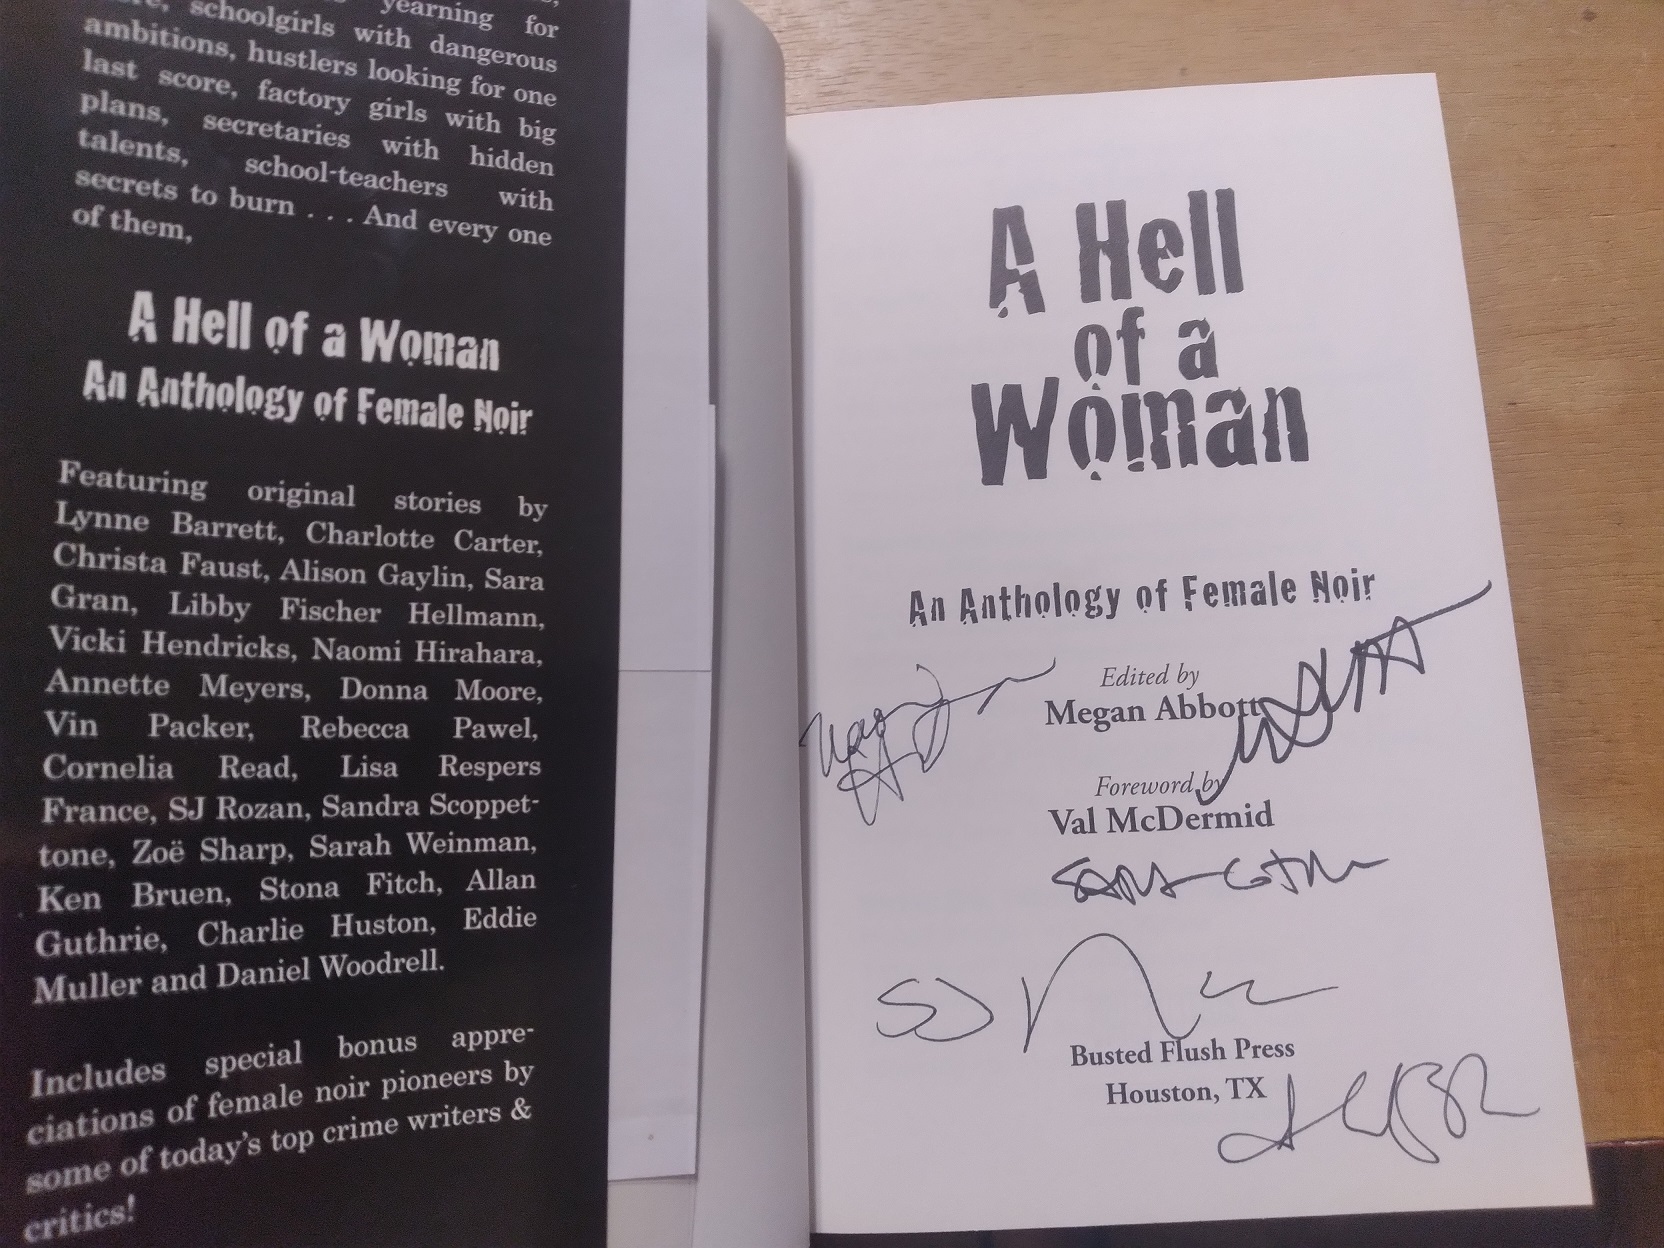 yearning for
schoolgirls with dangerous
ambitions, hustlers looking for one
last score, factory girls with big
plans, secretaries with hidden
talents, school-teachers with
secrets to burn . . . And every one
of them,
A Hell of a Woman
An Anthology of Female Noir
Featuring original stories by
Lynne Barrett, Charlotte Carter,
Christa Faust, Alison Gaylin, Sara
Gran, Libby Fischer Hellmann,
Vicki Hendricks, Naomi Hirahara,
Annette Meyers, Donna Moore,
Vin Packer, Rebecca Pawel,
Cornelia Read, Lisa Respers
France, SJ Rozan, Sandra Scoppet-
tone, Zoë Sharp, Sarah Weinman,
Ken Bruen, Stona Fitch, Allan
Guthrie, Charlie Huston, Eddie
Muller and Daniel Woodrell.
Includes special bonus appre-
ciations of female noir pioneers by
some of today's top crime writers &
critics!
A Hell
of a
Woman
An Anthology of Female Noir
Edited by
Megan Abbott
Foreword by
Val McDermid
Busted Flush Press
Houston, TX